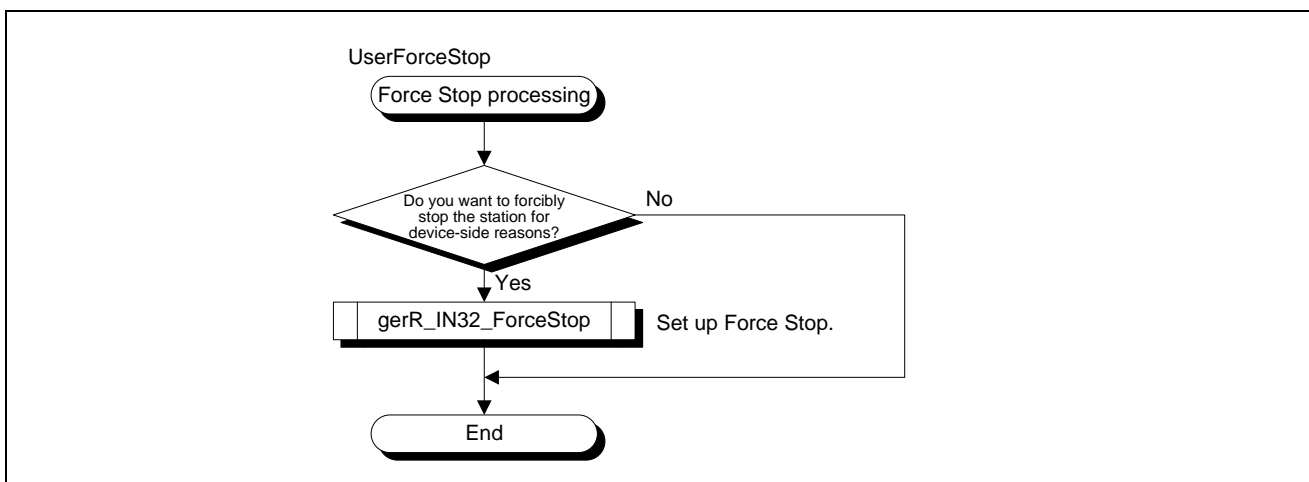 UserForceStop
Force Stop processing
Do you want to forcibly
stop the station for
device-side reasons?
No
Yes
gerR_IN32_ForceStop
Set up Force Stop.
End